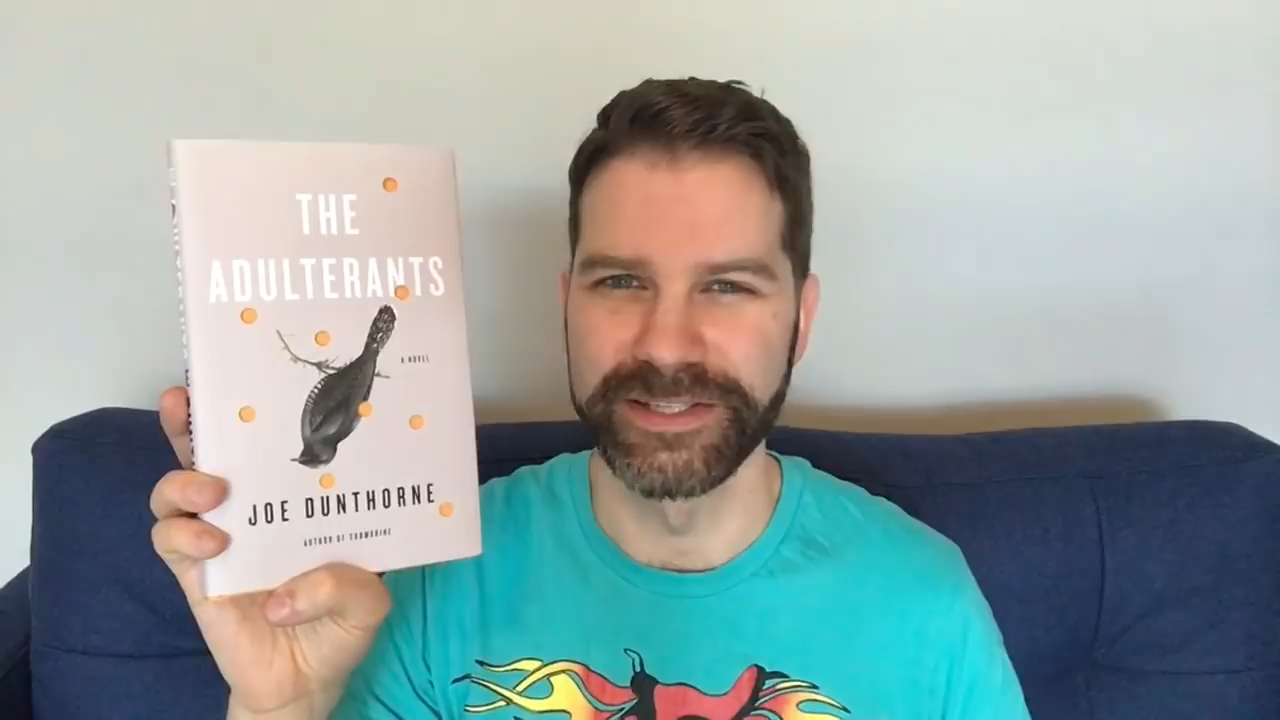 THE
ADULTERANTS
A NOVEL
JOE DUNTHORNE
AUTHOR OF SUBMARINE